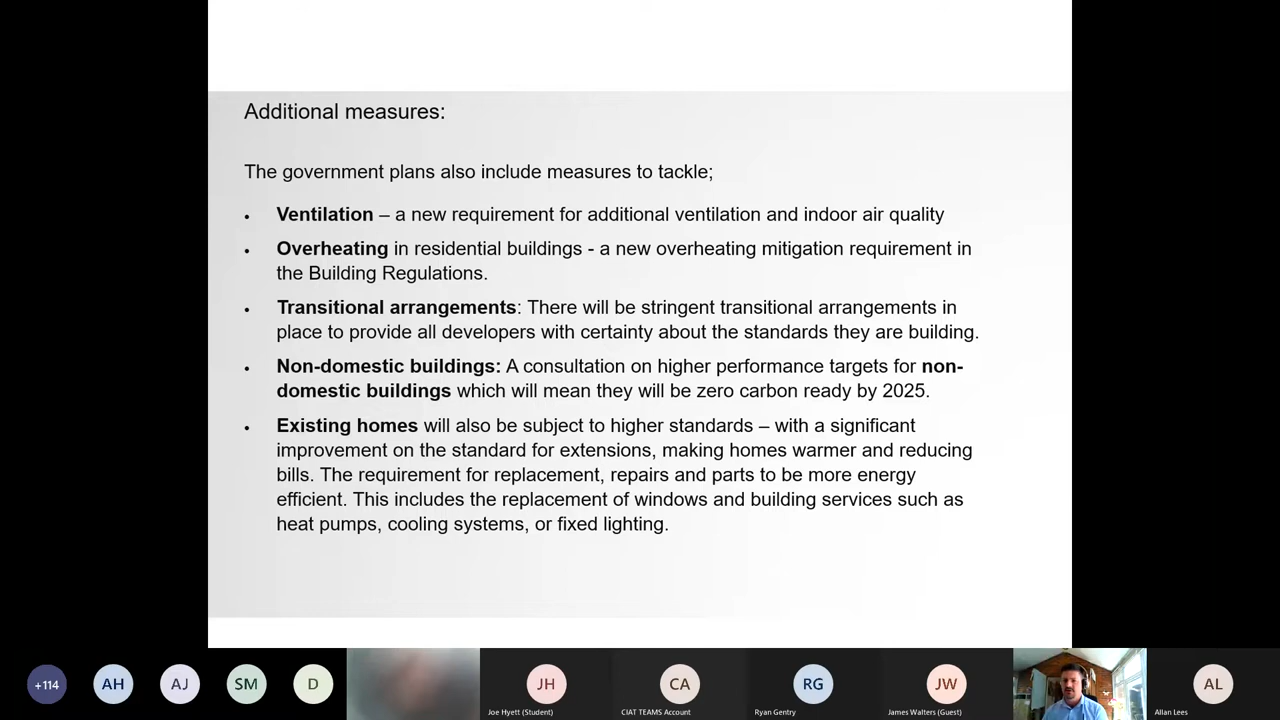 Additional measures:
The government plans also include measures to tackle;
• Ventilation – a new requirement for additional ventilation and indoor air quality
• Overheating in residential buildings - a new overheating mitigation requirement in
the Building Regulations.
• Transitional arrangements: There will be stringent transitional arrangements in
place to provide all developers with certainty about the standards they are building.
• Non-domestic buildings: A consultation on higher performance targets for non-
domestic buildings which will mean they will be zero carbon ready by 2025.
• Existing homes will also be subject to higher standards – with a significant
improvement on the standard for extensions, making homes warmer and reducing
bills. The requirement for replacement, repairs and parts to be more energy
efficient. This includes the replacement of windows and building services such as
heat pumps, cooling systems, or fixed lighting.
+114 AH AJ SM D JH CA RG JW AL
Joe Hyett (Student) CIAT TEAMS Account Ryan Gentry James Walters (Guest) Allan Lees